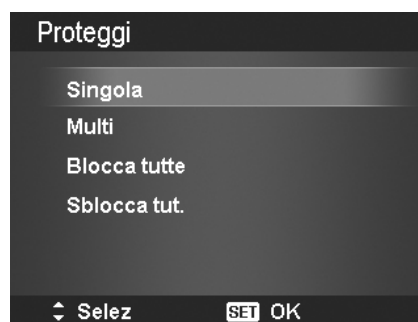 Proteggi
Singola
Multi
Blocca tutte
Sblocca tut.
Selez SET OK